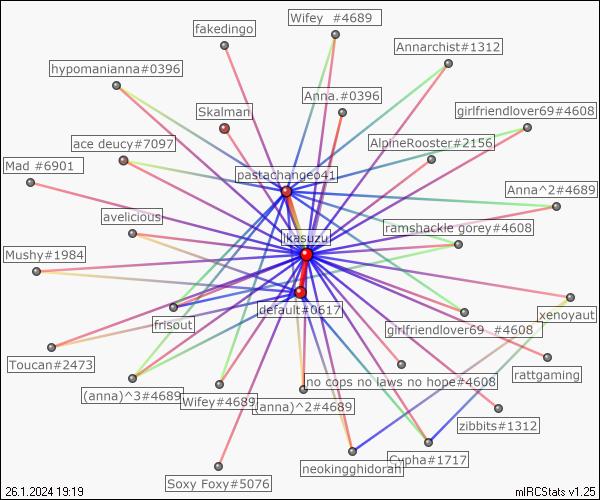 Wifey  #4689
fakedingo
Annarchist#1312
hypomanianna#0396
Anna.#0396
Skalman
girlfriendlover69#4608
ace deucy#7097
AlpineRooster#2156
Mad #6901
pastachangeo41
Anna^2#4689
avelicious
ramshackle gorey#4608
ikasuzu
Mushy#1984
default#0617
xenoyaut
frisout
girlfriendlover69  #4608
Toucan#2473
rattgaming
no cops no laws no hope#4608
(anna)^3#4689
Wifey#4689
(anna)^2#4689
zibbits#1312
Cypha#1717
neokingghidorah
Soxy Foxy#5076
26.1.2024 19:19
mIRCStats v1.25